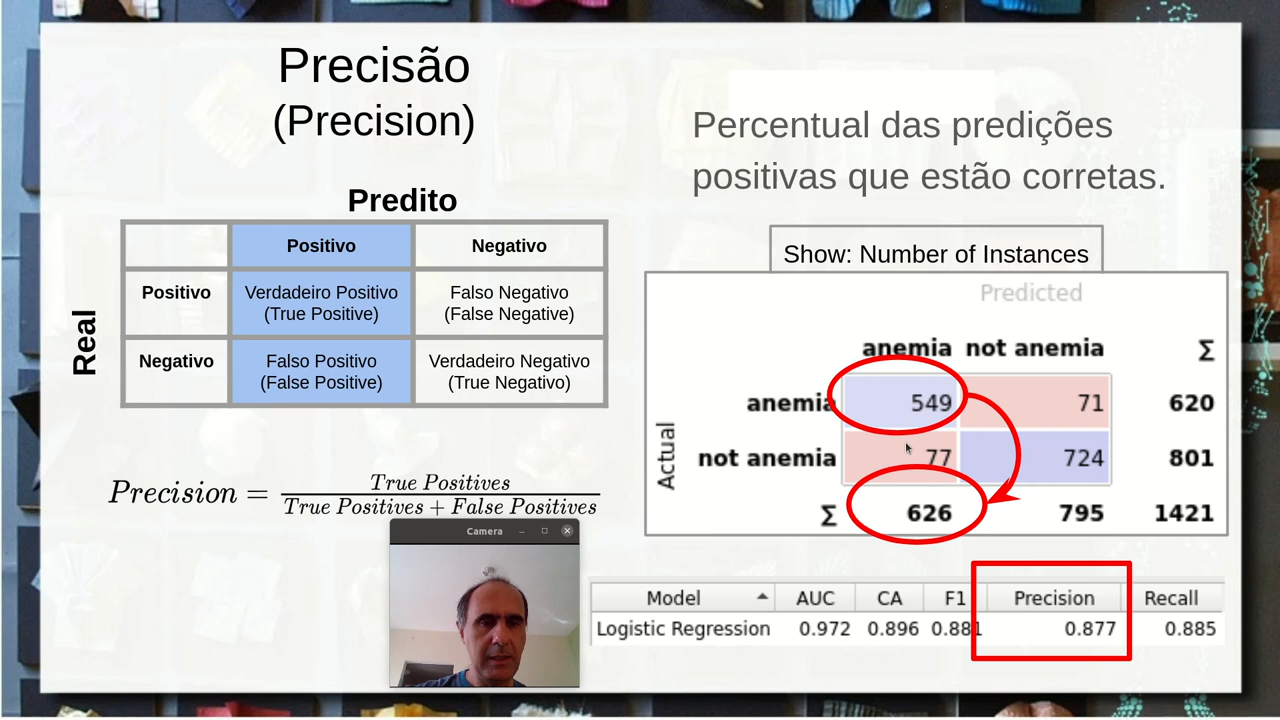 Precisão
(Precision)
Percentual das predições
positivas que estão corretas.
Predito
Positivo Negativo
Real
Positivo Verdadeiro Positivo Falso Negativo
(True Positive) (False Negative)
Negativo Falso Positivo Verdadeiro Negativo
(False Positive) (True Negativo)
Precision = True Positives
True Positives + False Positives
Show: Number of Instances
Predicted
anemia not anemia Σ
Actual
anemia 549 71 620
not anemia 77 724 801
Σ 626 795 1421
Camera
Model AUC CA F1 Precision Recall
Logistic Regression 0.972 0.896 0.881 0.877 0.885